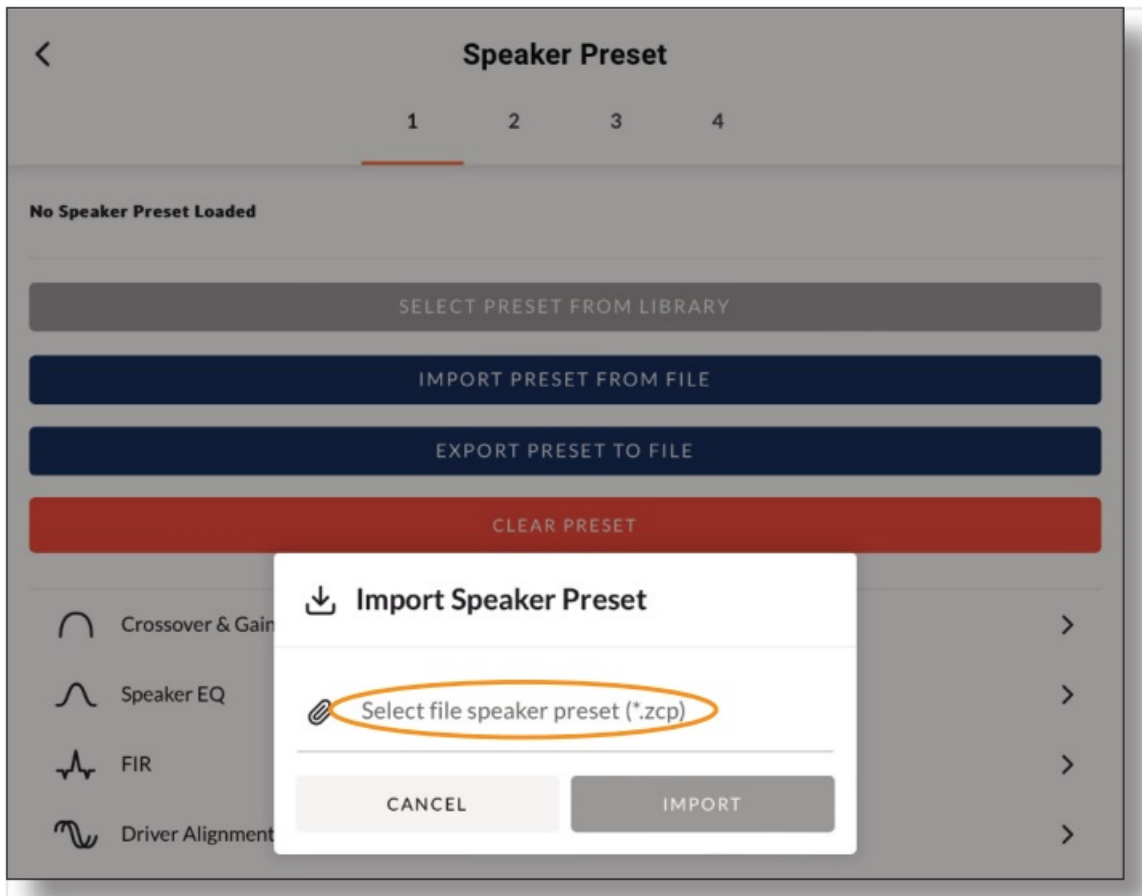 Speaker Preset
1 2 3 4
No Speaker Preset Loaded
SELECT PRESET FROM LIBRARY
IMPORT PRESET FROM FILE
EXPORT PRESET TO FILE
CLEAR PRESET
Import Speaker Preset
Crossover & Gain
Speaker EQ
Select file speaker preset (*.zcp)
FIR
CANCEL IMPORT
Driver Alignment